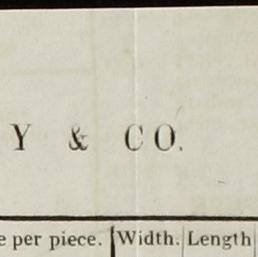 Y & CO.
e per piece. Width. Length